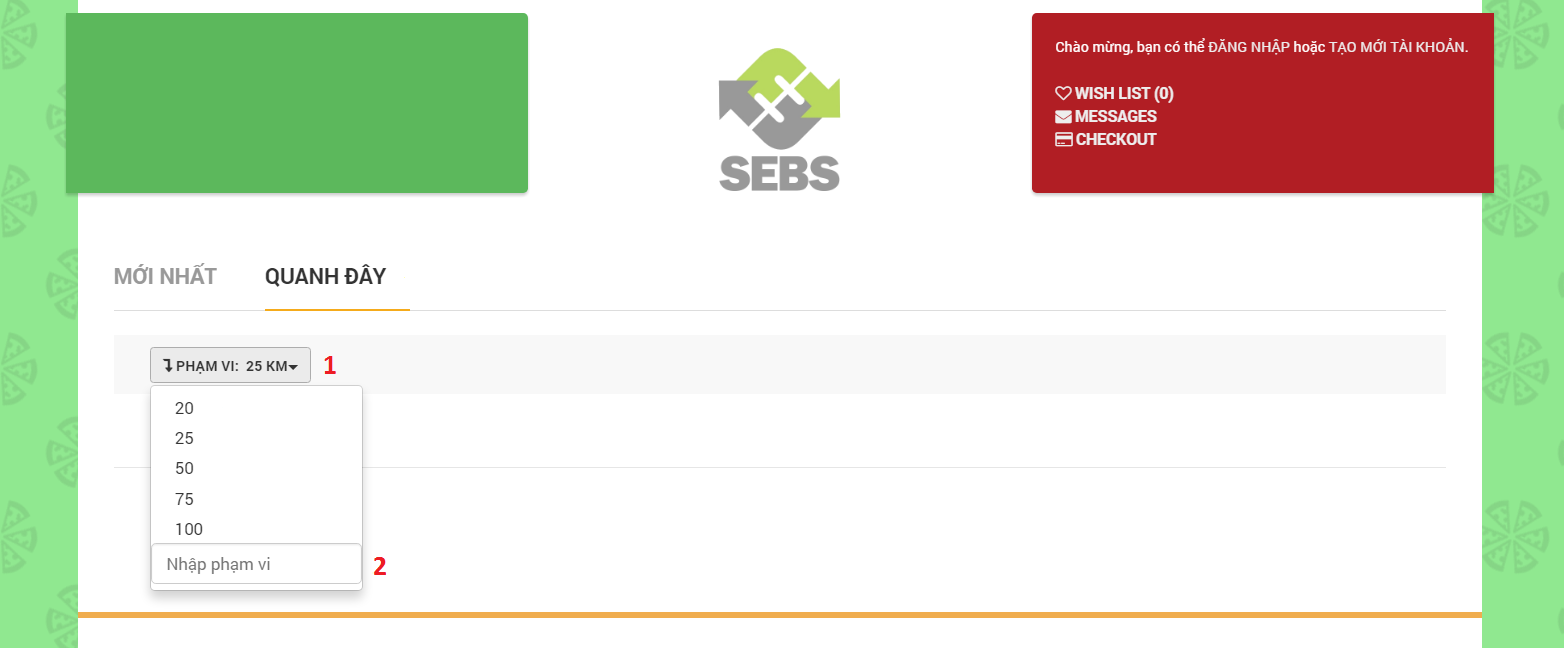 Chào mừng, bạn có thể ĐĂNG NHẬP hoặc TẠO MỚI TÀI KHOẢN.
WISH LIST (0)
MESSAGES
CHECKOUT
SEBS
MỚI NHẤT QUANH ĐÂY
PHẠM VI: 25 KM 1
20
25
50
75
100
Nhập phạm vi 2